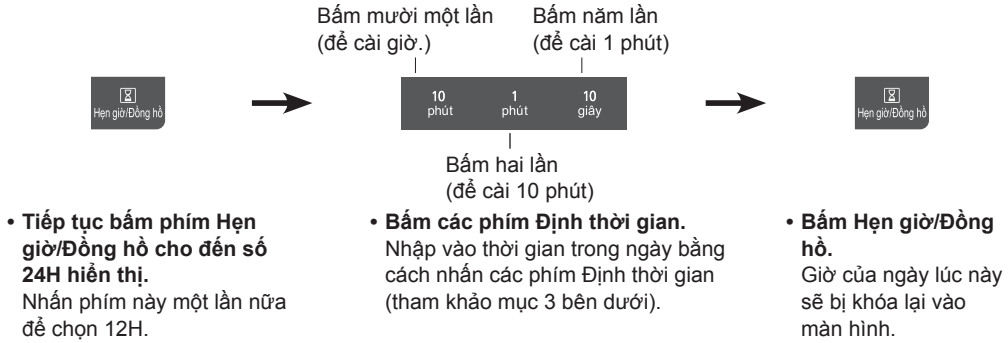 Bấm mười một lần
(để cài giờ.)
Bấm năm lần
(để cài 1 phút)
Hẹn giờ/Đồng hồ
10
phút
1
phút
10
giây
Hẹn giờ/Đồng hồ
Bấm hai lần
(để cài 10 phút)
• Tiếp tục bấm phím Hẹn
giờ/Đồng hồ cho đến số
24H hiển thị.
Nhấn phím này một lần nữa
để chọn 12H.
• Bấm các phím Định thời gian.
Nhập vào thời gian trong ngày bằng
cách nhấn các phím Định thời gian
(tham khảo mục 3 bên dưới).
• Bấm Hẹn giờ/Đồng
hồ.
Giờ của ngày lúc này
sẽ bị khóa lại vào
màn hình.